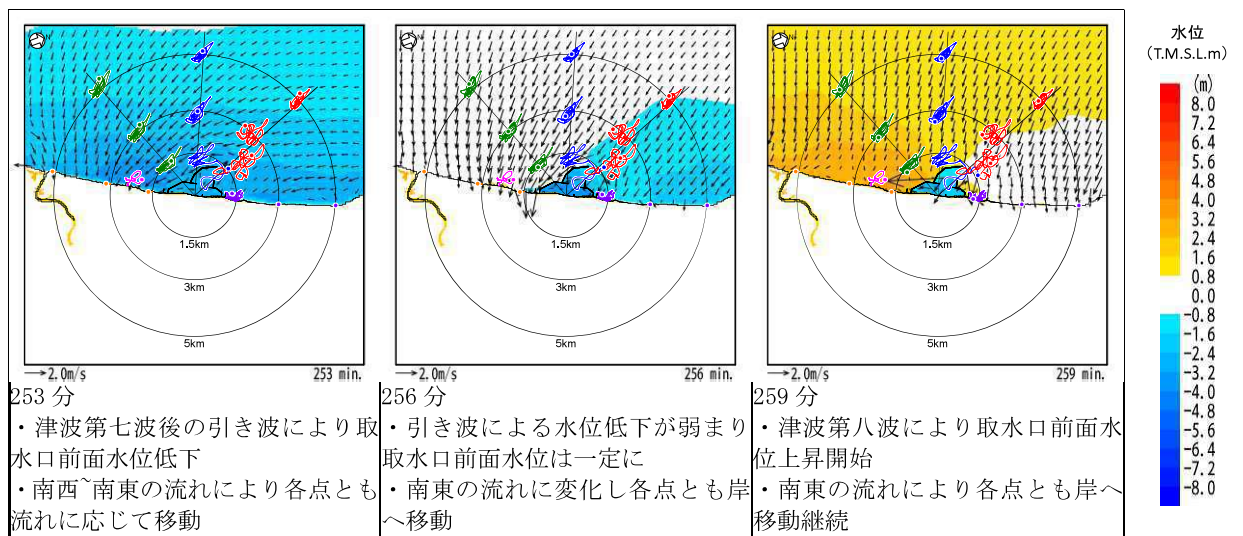 水位
(T.M.S.L.m)
(m)
8.0
7.2
6.4
5.6
4.8
4.0
3.2
2.4
1.6
0.8
0.0
-0.8
-1.6
-2.4
-3.2
-4.0
-4.8
-5.6
-6.4
-7.2
-8.0
N
1.5km
3km
5km
2.0m/s
253 min.
253 分
・津波第七波後の引き波により取
水口前面水位低下
・南西~南東の流れにより各点とも
流れに応じて移動
N
1.5km
3km
5km
2.0m/s
256 min.
256 分
・引き波による水位低下が弱まり
取水口前面水位は一定に
・南東の流れに変化し各点とも岸
へ移動
N
1.5km
3km
5km
2.0m/s
259 min.
259 分
・津波第八波により取水口前面水
位上昇開始
・南東の流れにより各点とも岸へ
移動継続